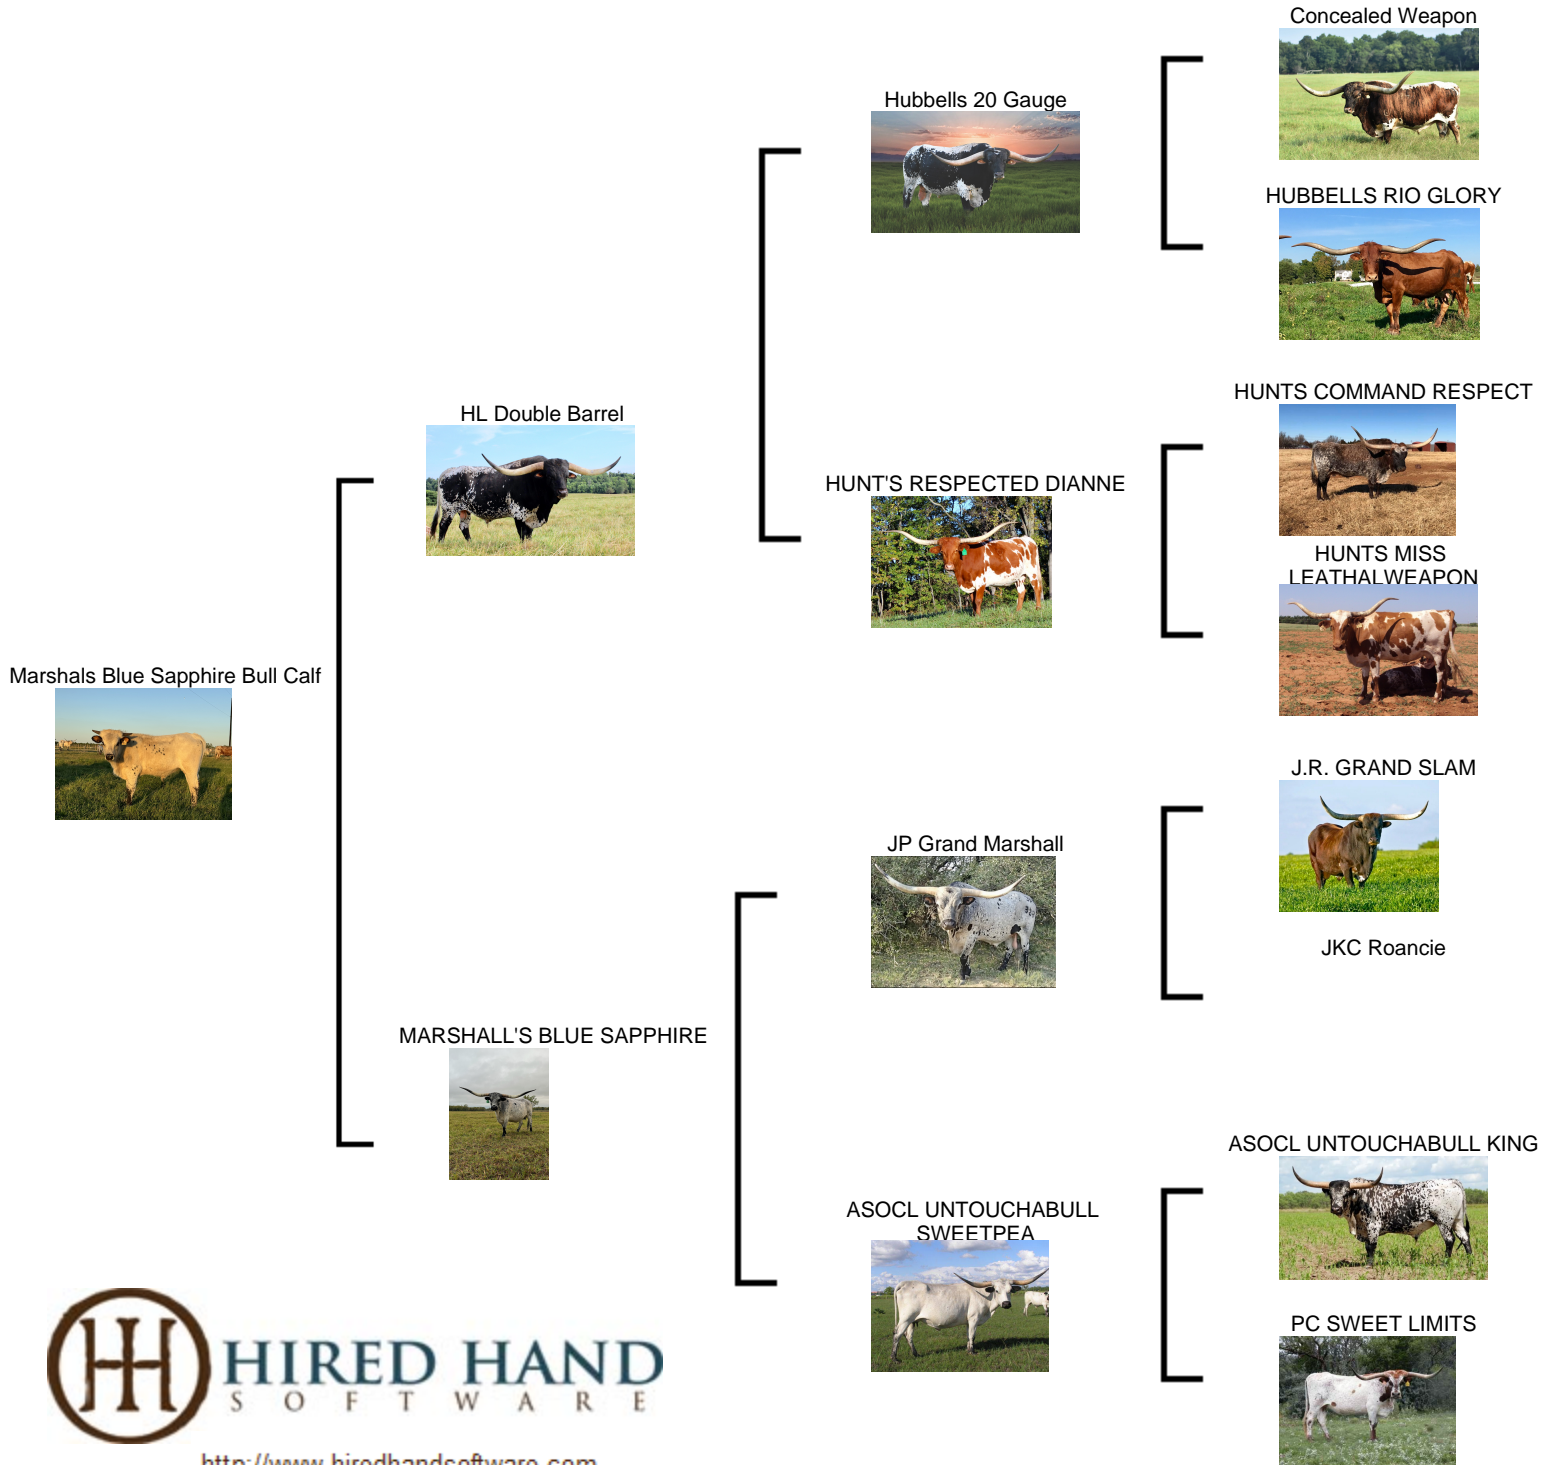 Concealed Weapon
Hubbells 20 Gauge
HUBBELLS RIO GLORY
HUNTS COMMAND RESPECT
HL Double Barrel
HUNT'S RESPECTED DIANNE
HUNTS MISS
LEATHALWEAPON
Marshals Blue Sapphire Bull Calf
J.R. GRAND SLAM
JP Grand Marshall
JKC Roancie
MARSHALL'S BLUE SAPPHIRE
ASOCL UNTOUCHABULL KING
ASOCL UNTOUCHABULL
SWEETPEA
PC SWEET LIMITS
HIRED HAND
SOFTWARE
http://www.hiredhandsoftware.com